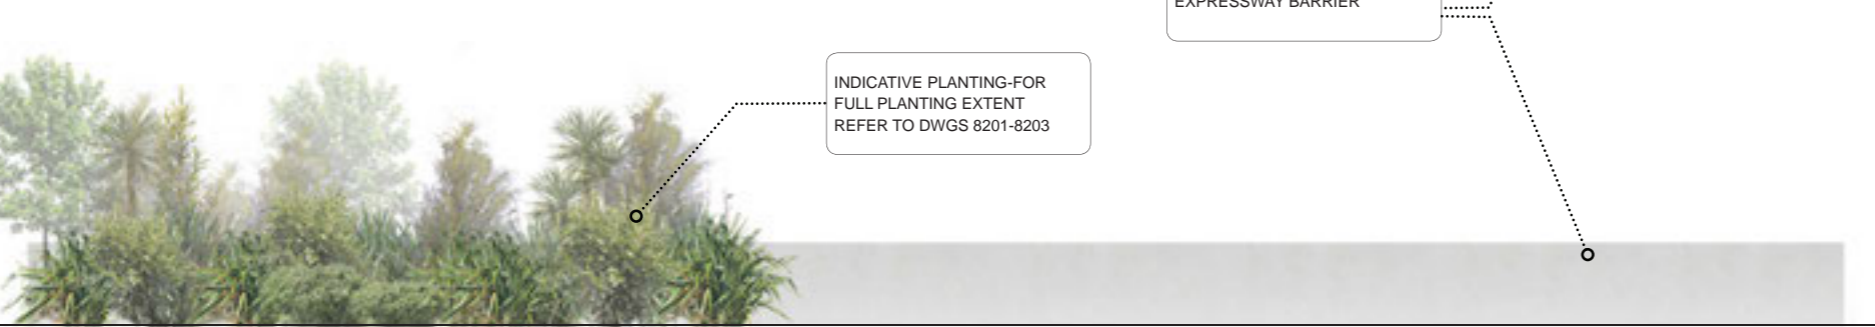 EXPRESSWAY BARRIER
INDICATIVE PLANTING-FOR
FULL PLANTING EXTENT
REFER TO DWGS 8201-8203